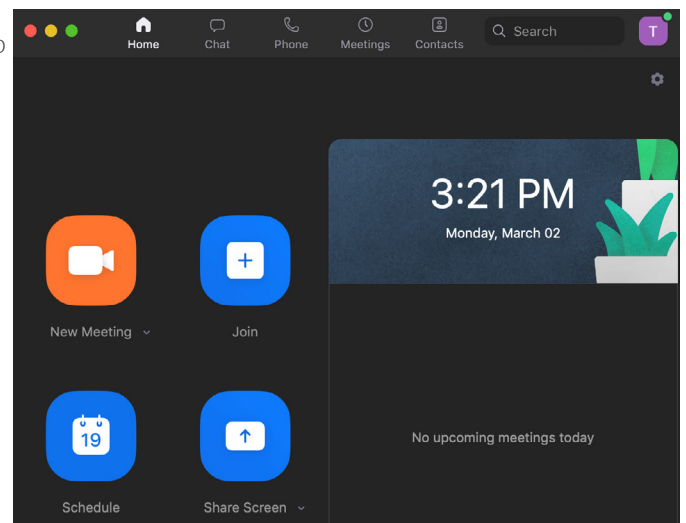 Home Chat Phone Meetings Contacts Search T
3:21 PM
Monday, March 02
New Meeting Join
19
Schedule Share Screen
No upcoming meetings today